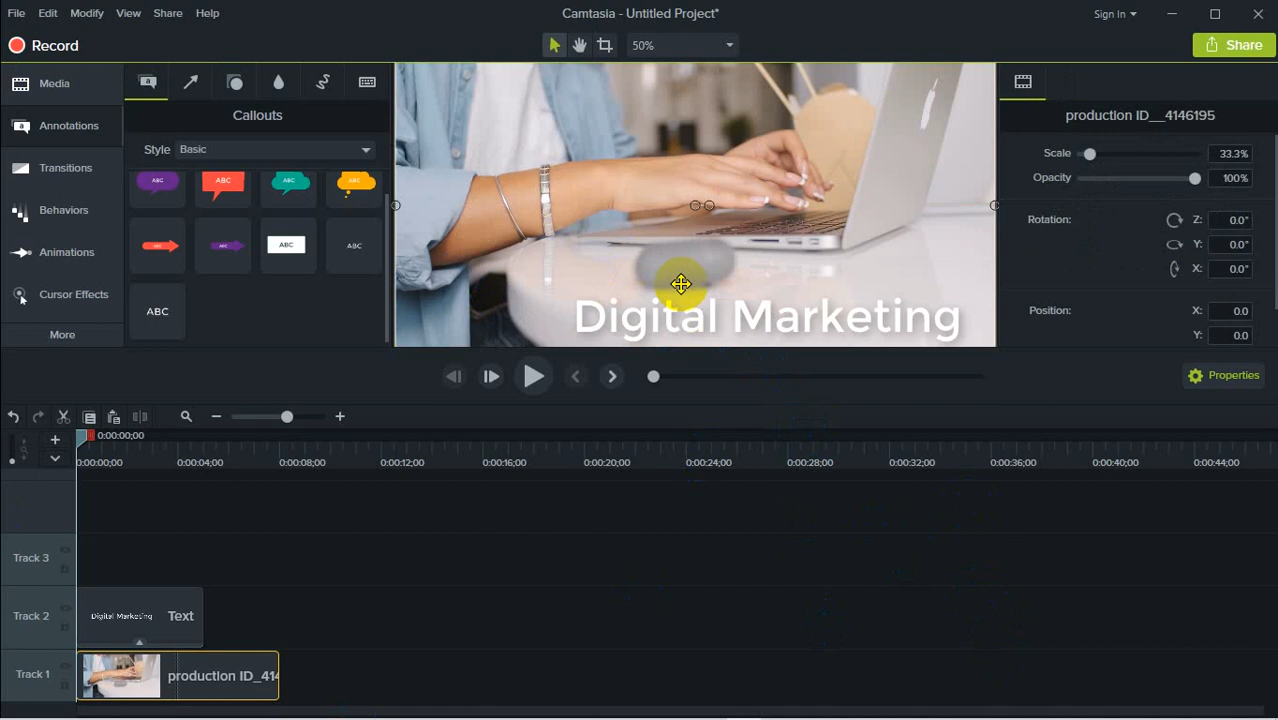 File Edit Modify View Share Help
Camtasia - Untitled Project*
Sign In
Record
50%
Share
Media
Annotations
Transitions
Behaviors
Animations
Cursor Effects
More
Callouts
Style Basic
ABC ABC ABC ABC
ABC ABC ABC ABC
ABC
Digital Marketing
production ID__4146195
Scale 33.3%
Opacity 100%
Rotation: Z: 0.0°
Y: 0.0°
X: 0.0°
Position: X: 0.0
Y: 0.0
Properties
0:00:00;00
0:00:00;00 0:00:04;00 0:00:08;00 0:00:12;00 0:00:16;00 0:00:20;00 0:00:24;00 0:00:28;00 0:00:32;00 0:00:36;00 0:00:40;00 0:00:44;00
Track 3
Track 2
Digital Marketing Text
Track 1
production ID_414